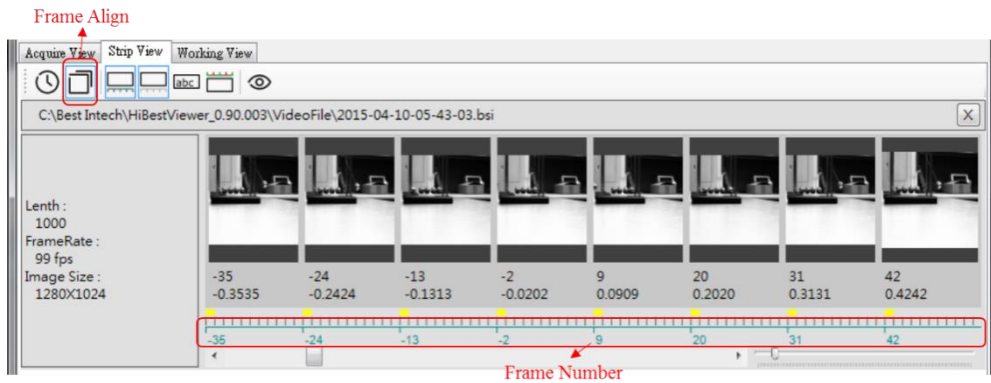 Frame Align
Acquire View Strip View Working View
abc
C:\Best Intech\HiBestViewer_0.90.003\VideoFile\2015-04-10-05-43-03.bsi X
Lenth :
1000
FrameRate :
99 fps
Image Size :
1280X1024
-35 -24 -13 -2 9 20 31 42
-0.3535 -0.2424 -0.1313 -0.0202 0.0909 0.2020 0.3131 0.4242
-35 -24 -13 -2 9 20 31 42
Frame Number